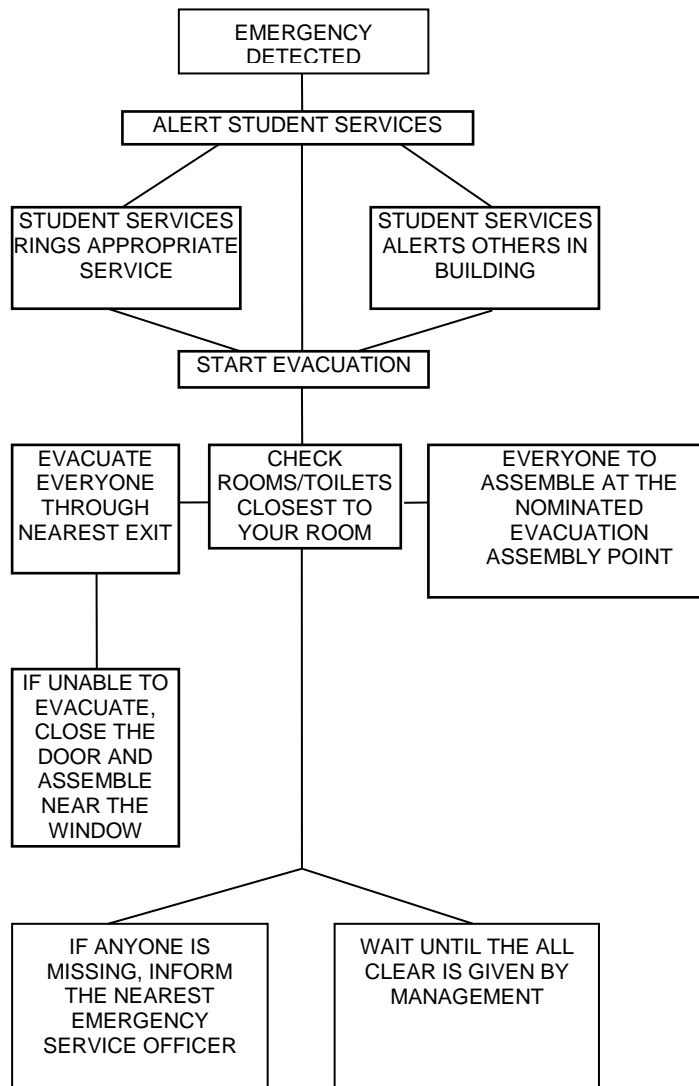 EMERGENCY
DETECTED
ALERT STUDENT SERVICES
STUDENT SERVICES
RINGS APPROPRIATE
SERVICE
STUDENT SERVICES
ALERTS OTHERS IN
BUILDING
START EVACUATION
EVACUATE
EVERYONE
THROUGH
NEAREST EXIT
CHECK
ROOMS/TOILETS
CLOSEST TO
YOUR ROOM
EVERYONE TO
ASSEMBLE AT THE
NOMINATED
EVACUATION
ASSEMBLY POINT
IF UNABLE TO
EVACUATE,
CLOSE THE
DOOR AND
ASSEMBLE
NEAR THE
WINDOW
IF ANYONE IS
MISSING, INFORM
THE NEAREST
EMERGENCY
SERVICE OFFICER
WAIT UNTIL THE ALL
CLEAR IS GIVEN BY
MANAGEMENT